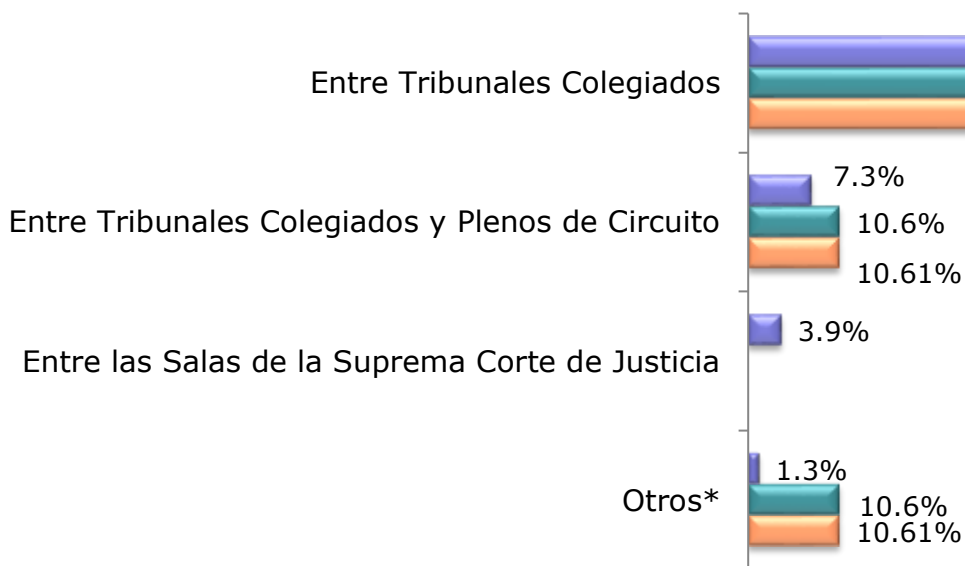 Entre Tribunales Colegiados
7.3%
Entre Tribunales Colegiados y Plenos de Circuito
10.6%
10.61%
3.9%
Entre las Salas de la Suprema Corte de Justicia
1.3%
Otros*
10.6%
10.61%